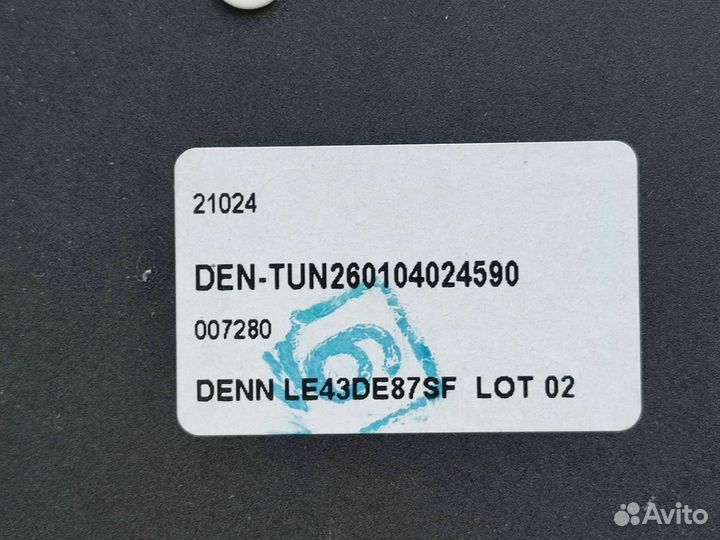 21024
DEN-TUN260104024590
007280
DENN LE43DE87SF LOT 02
Avito